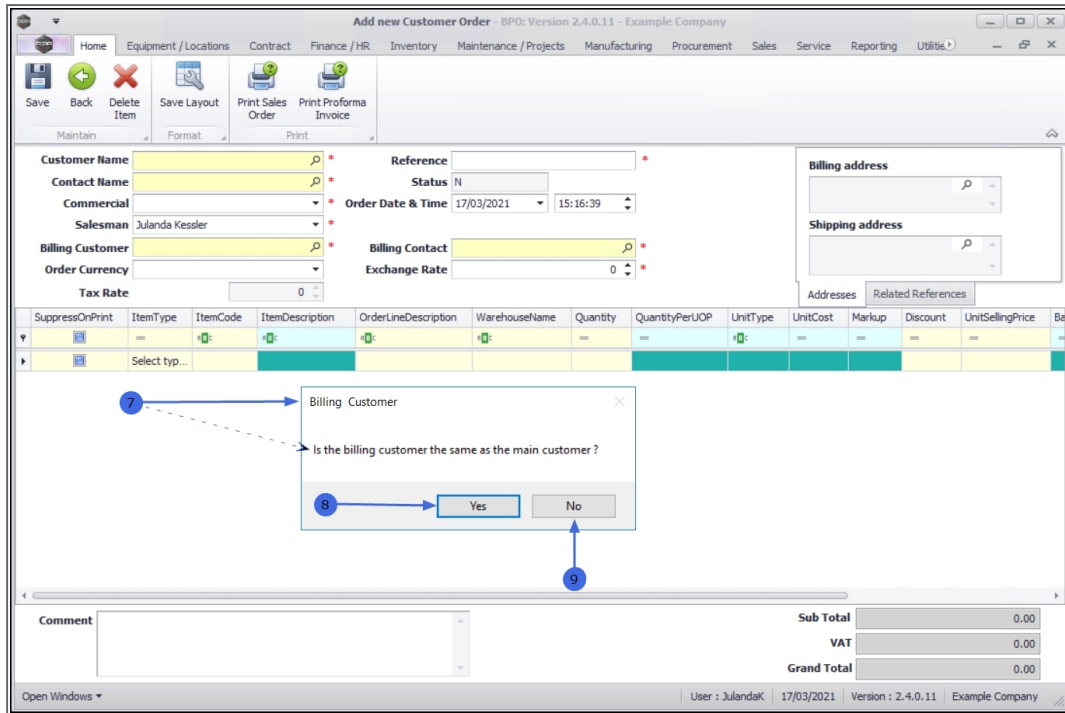 Add new Customer Order - BPO: Version 2.4.0.11 - Example Company
Home Equipment / Locations Contract Finance / HR Inventory Maintenance / Projects Manufacturing Procurement Sales Service Reporting Utilitie
Save Back Delete Item Save Layout Print Sales Order Print Proforma Invoice
Maintain Format Print
Customer Name * Reference * Billing address
Contact Name * Status N
Commercial * Order Date & Time 17/03/2021 15:16:39
Salesman Julanda Kessler * Shipping address
Billing Customer * Billing Contact *
Order Currency Exchange Rate 0 *
Tax Rate 0 Addresses Related References
SuppressOnPrint ItemType ItemCode ItemDescription OrderLineDescription WarehouseName Quantity QuantityPerUOP UnitType UnitCost Markup Discount UnitSellingPrice Ba
Select typ...
7 Billing Customer
Is the billing customer the same as the main customer ?
8 Yes No
9
Comment Sub Total 0.00
VAT 0.00
Grand Total 0.00
Open Windows User : JulandaK 17/03/2021 Version : 2.4.0.11 Example Company